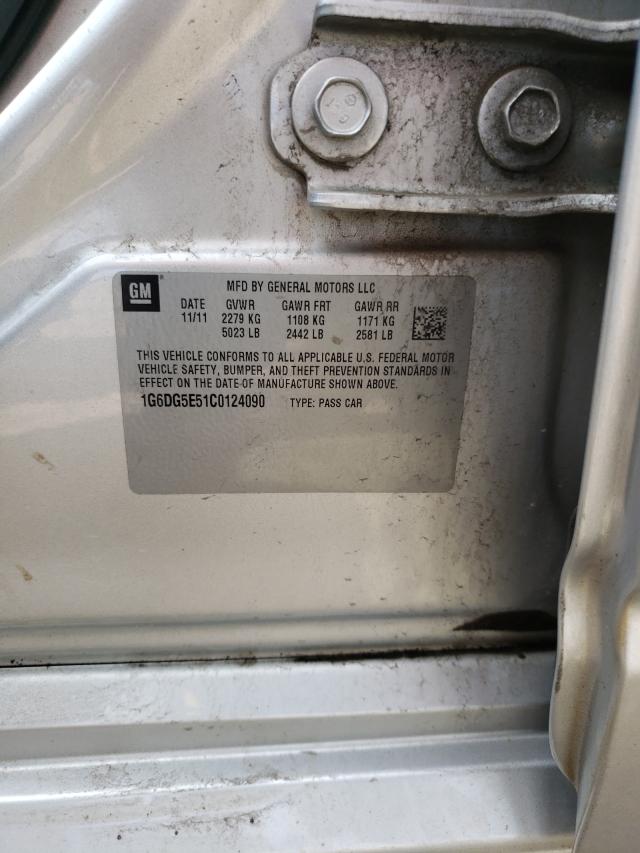 GM
MFD BY GENERAL MOTORS LLC
DATE GVWR GAWR FRT GAWR RR
11/11 2279 KG 1108 KG 1171 KG
5023 LB 2442 LB 2581 LB
THIS VEHICLE CONFORMS TO ALL APPLICABLE U.S. FEDERAL MOTOR
VEHICLE SAFETY, BUMPER, AND THEFT PREVENTION STANDARDS IN
EFFECT ON THE DATE OF MANUFACTURE SHOWN ABOVE.
1G6DG5E51C0124090 TYPE: PASS CAR